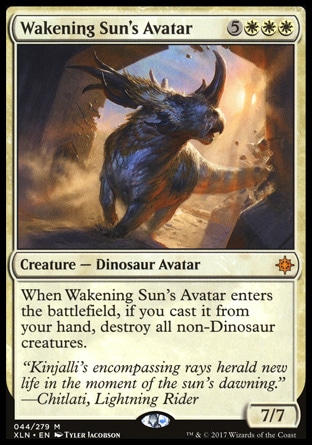 Wakening Sun's Avatar 5
Creature — Dinosaur Avatar
When Wakening Sun's Avatar enters
the battlefield, if you cast it from
your hand, destroy all non-Dinosaur
creatures.
“Kinjalli's encompassing rays herald new
life in the moment of the sun's dawning.”
—Chitlati, Lightning Rider
7/7
044/279 M
XLN • EN Tyler Jacobson
™ & © 2017 Wizards of the Coast